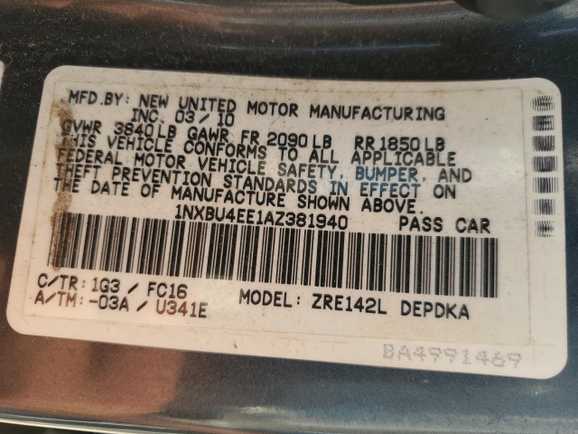 MFD.BY: NEW UNITED MOTOR MANUFACTURING
INC. 03/10
GVWR 3840LB GAWR FR 2090LB RR1850LB
THIS VEHICLE CONFORMS TO ALL APPLICABLE
FEDERAL MOTOR VEHICLE SAFETY, BUMPER, AND
THEFT PREVENTION STANDARDS IN EFFECT ON
THE DATE OF MANUFACTURE SHOWN ABOVE.
1NXBU4EE1AZ381940 PASS CAR
C/TR: 1G3 / FC16
A/TM: -03A / U341E MODEL: ZRE142L DEPDKA
BA4991469